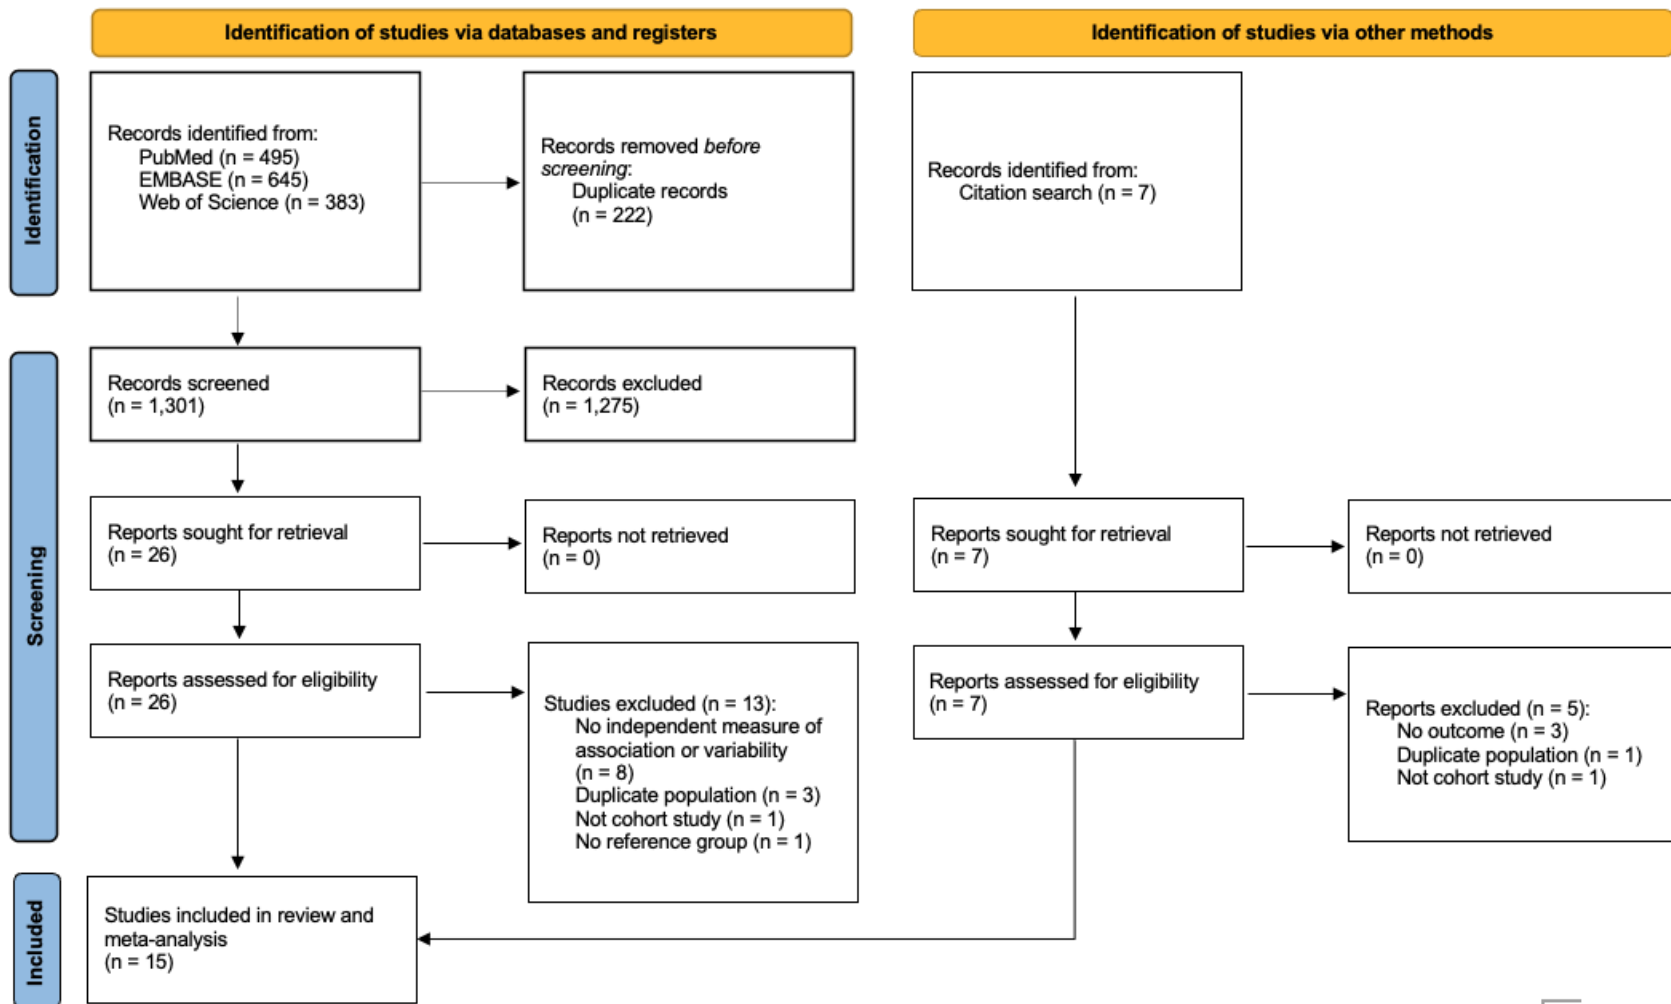 Identification of studies via databases and registers
Identification of studies via other methods
Identification
Records identified from:
PubMed (n = 495)
EMBASE (n = 645)
Web of Science (n = 383)
Records removed before
screening:
Duplicate records
(n = 222)
Records identified from:
Citation search (n = 7)
Screening
Records screened
(n = 1,301)
Records excluded
(n = 1,275)
Reports sought for retrieval
(n = 26)
Reports not retrieved
(n = 0)
Reports sought for retrieval
(n = 7)
Reports not retrieved
(n = 0)
Reports assessed for eligibility
(n = 26)
Studies excluded (n = 13):
No independent measure of
association or variability
(n = 8)
Duplicate population (n = 3)
Not cohort study (n = 1)
No reference group (n = 1)
Reports assessed for eligibility
(n = 7)
Reports excluded (n = 5):
No outcome (n = 3)
Duplicate population (n = 1)
Not cohort study (n = 1)
Included
Studies included in review and
meta-analysis
(n = 15)